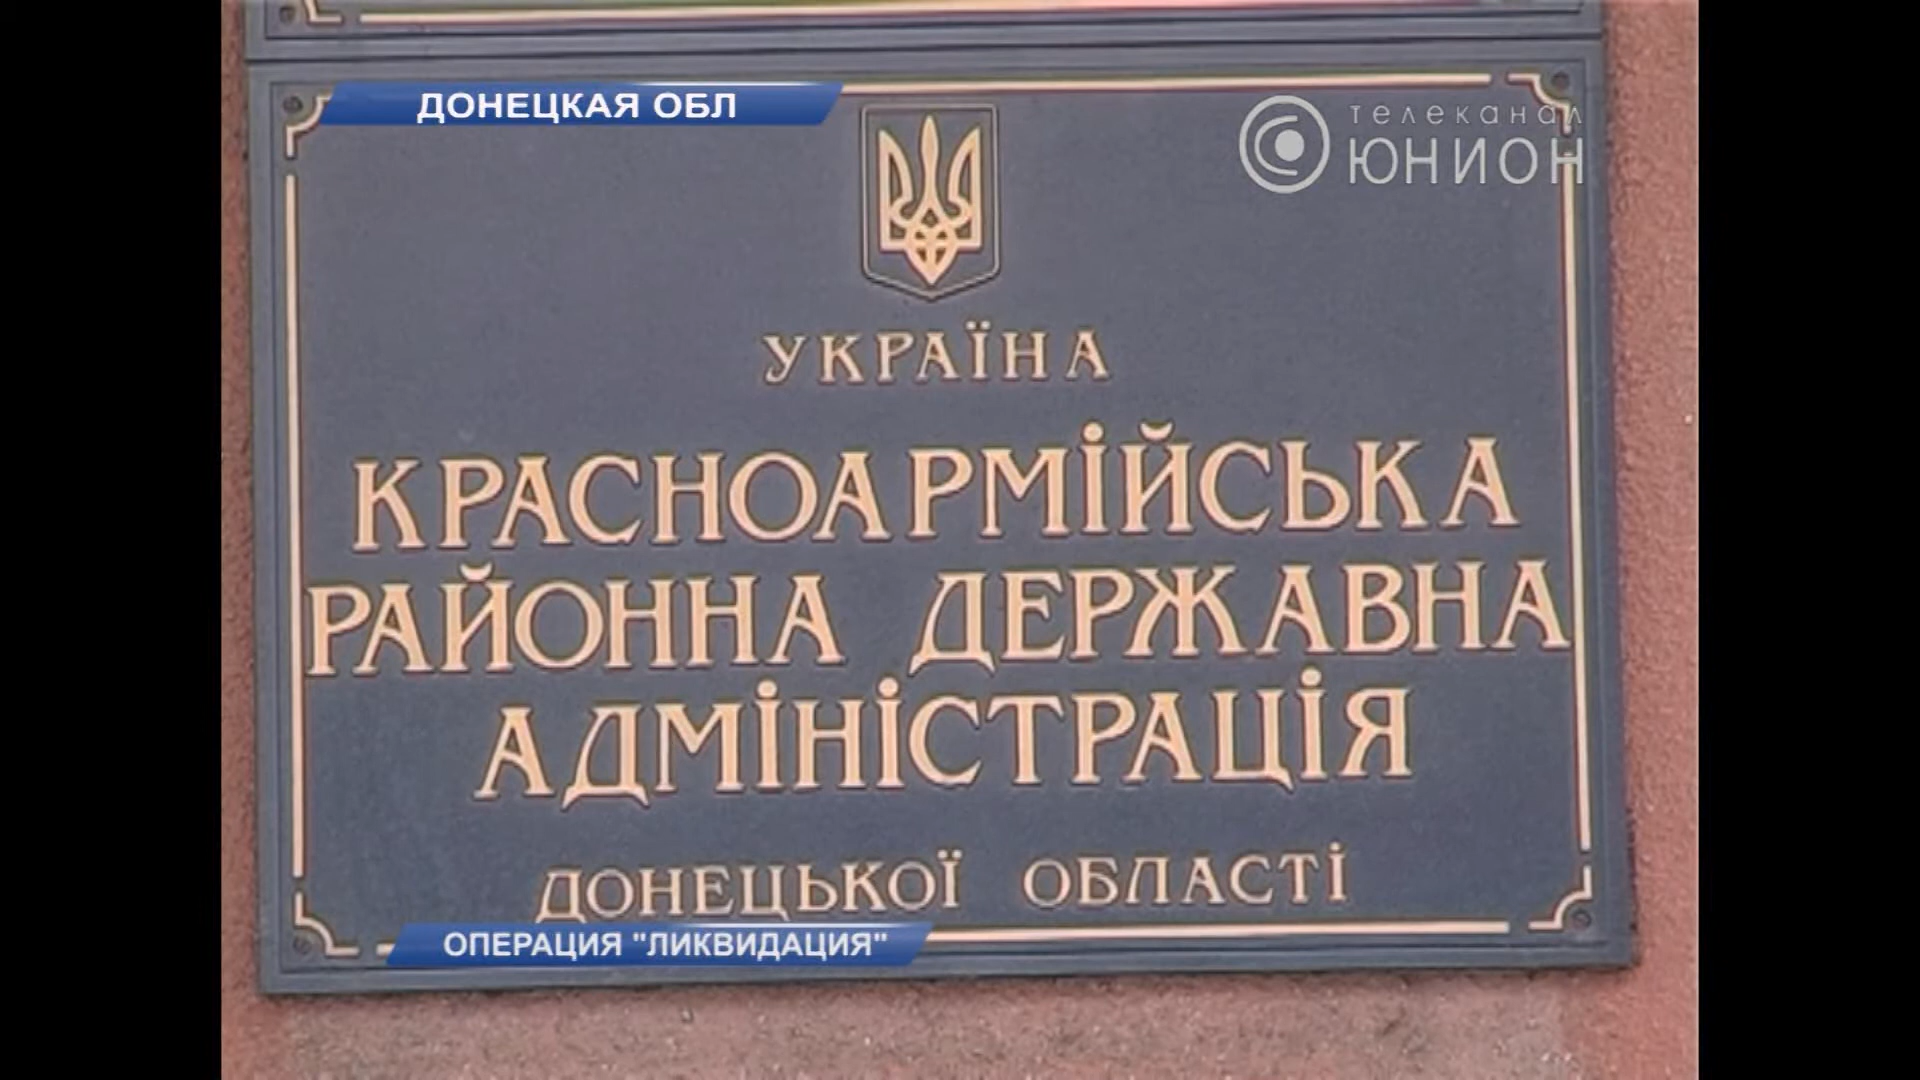 ДОНЕЦКАЯ ОБЛ
телеканал
ЮНИОН
УКРАЇНА
КРАСНОАРМІЙСЬКА
РАЙОННА ДЕРЖАВНА
АДМІНІСТРАЦІЯ
ДОНЕЦЬКОЇ ОБЛАСТІ
ОПЕРАЦИЯ "ЛИКВИДАЦИЯ"